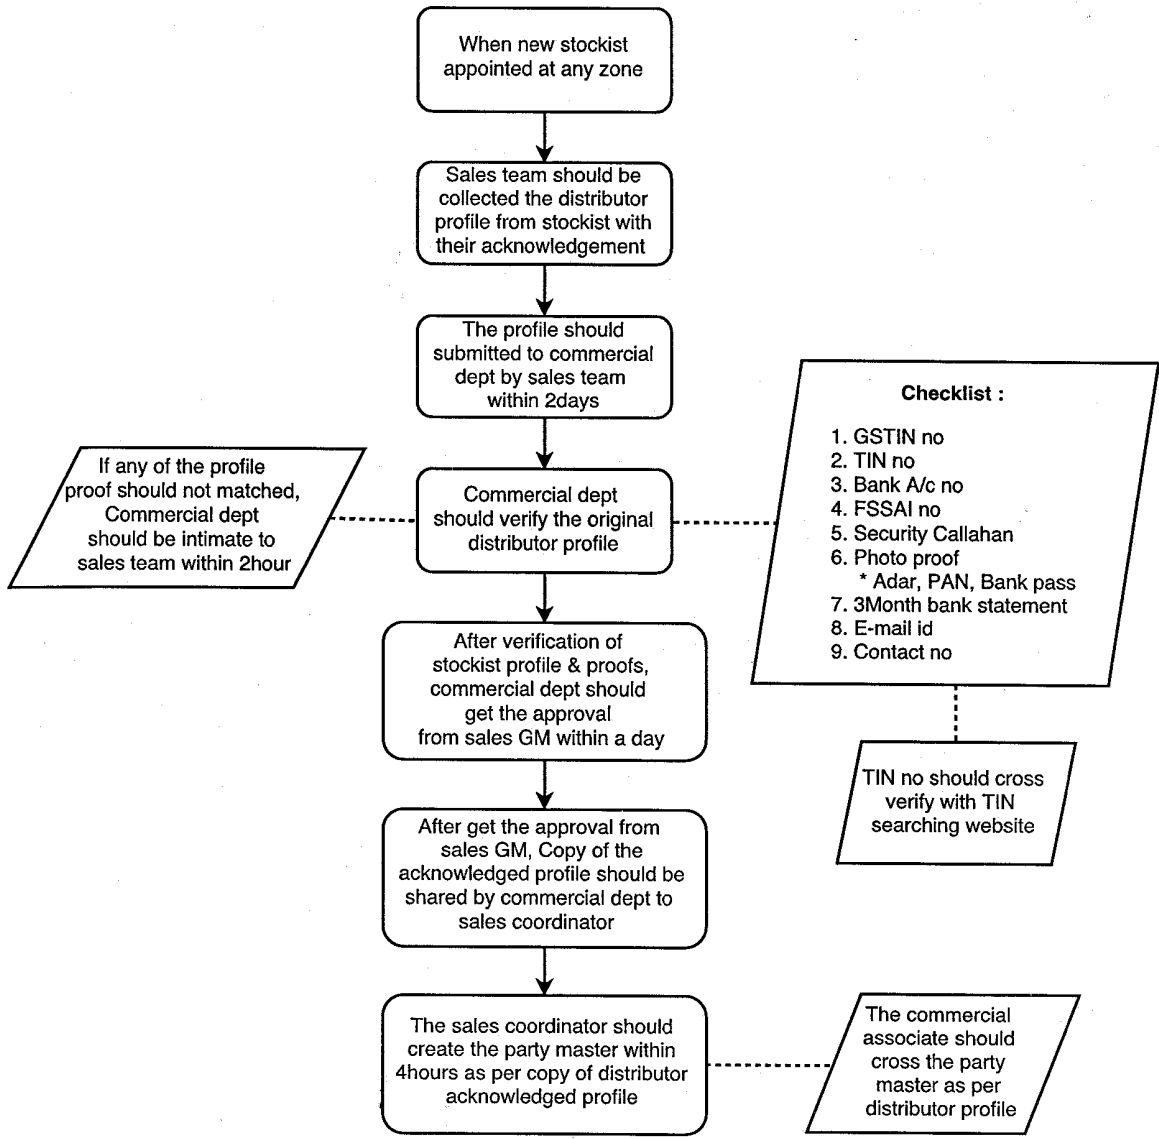 When new stockist
appointed at any zone
Sales team should be
collected the distributor
profile from stockist with
their acknowledgement
The profile should
submitted to commercial
dept by sales team
within 2days
If any of the profile
proof should not matched,
Commercial dept
should be intimate to
sales team within 2hour
Commercial dept
should verify the original
distributor profile
Checklist :
1. GSTIN no
2. TIN no
3. Bank A/c no
4. FSSAI no
5. Security Callahan
6. Photo proof
* Adar, PAN, Bank pass
7. 3Month bank statement
8. E-mail id
9. Contact no
TIN no should cross
verify with TIN
searching website
After verification of
stockist profile & proofs,
commercial dept should
get the approval
from sales GM within a day
After get the approval from
sales GM, Copy of the
acknowledged profile should be
shared by commercial dept to
sales coordinator
The sales coordinator should
create the party master within
4hours as per copy of distributor
acknowledged profile
The commercial
associate should
cross the party
master as per
distributor profile